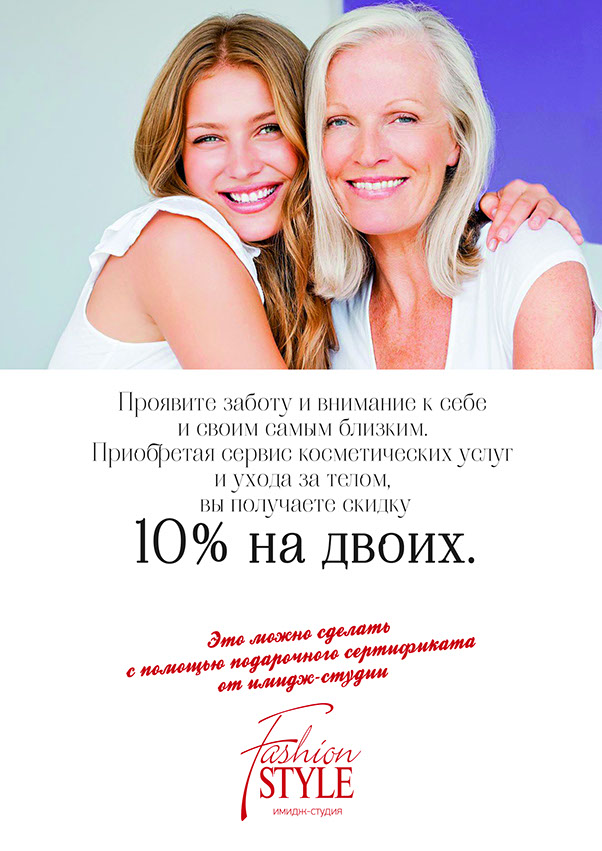 Проявите заботу и внимание к себе
и своим самым близким.
Приобретая сервис косметических услуг
и ухода за телом,
вы получаете скидку
10% на двоих.
Это можно сделать
с помощью подарочного сертификата
от имидж-студии
Fashion
STYLE
имидж-студия